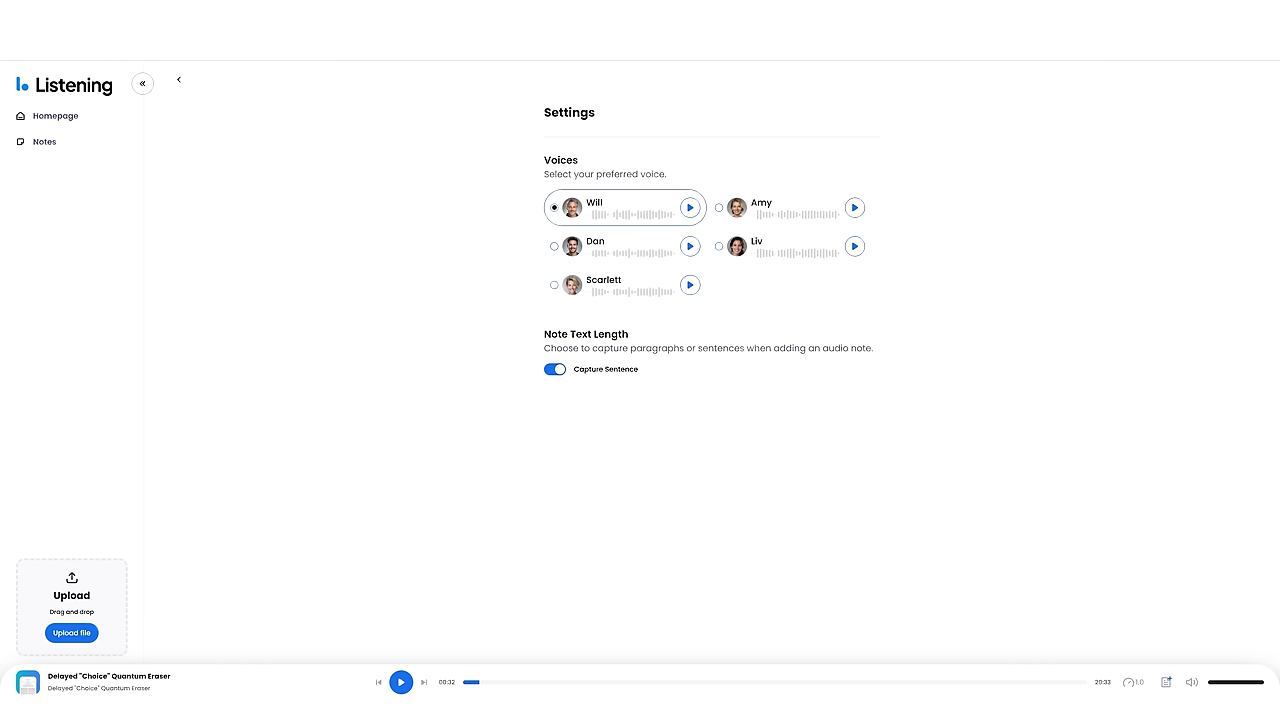 Listening
Homepage
Notes
Settings
Voices
Select your preferred voice.
Will
Amy
Dan
Liv
Scarlett
Note Text Length
Choose to capture paragraphs or sentences when adding an audio note.
Capture Sentence
Upload
Drag and drop
Upload file
Delayed "Choice" Quantum Eraser
Delayed "Choice" Quantum Eraser
00:32
20:33
1.0